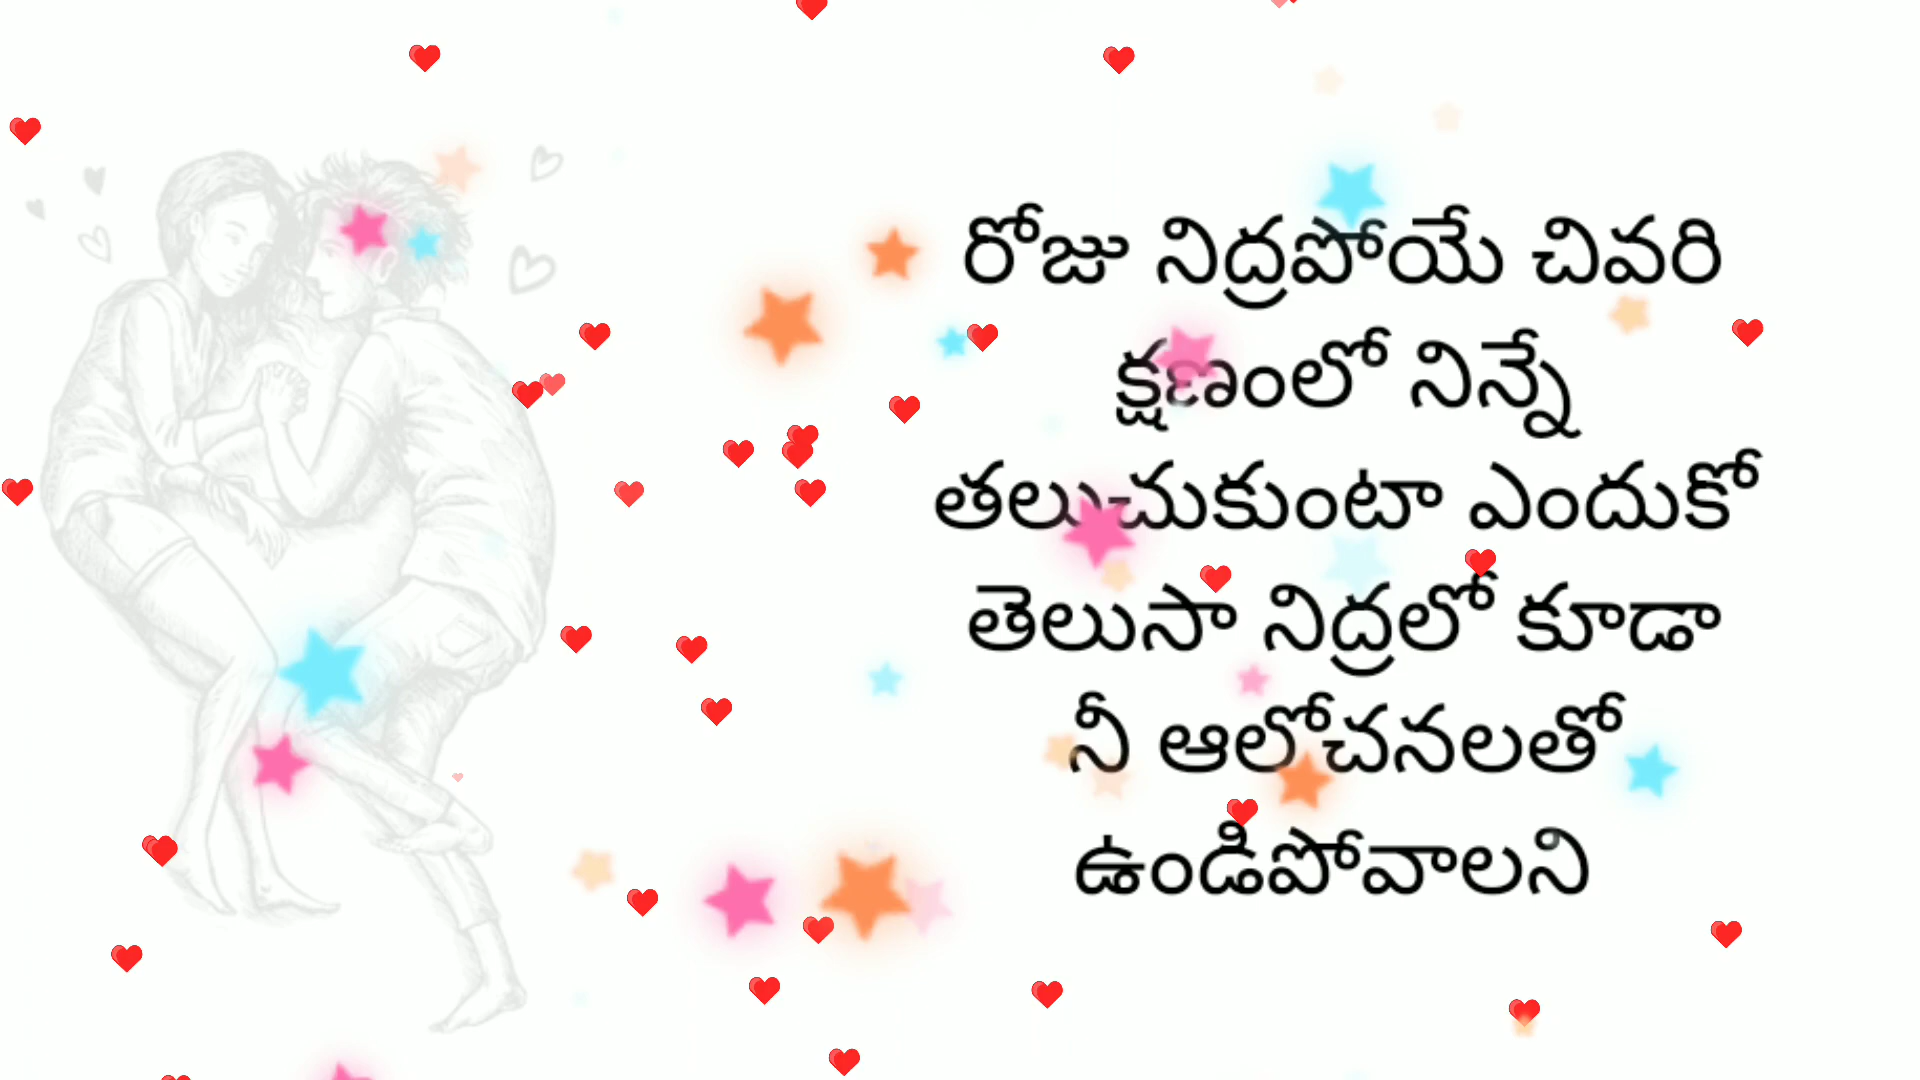 రోజు నిద్రపోయే చివరి
క్షణంలో నిన్నే
తలుచుకుంటా ఎందుకో
తెలుసా నిద్రలో కూడా
నీ ఆలోచనలతో
ఉండిపోవాలని